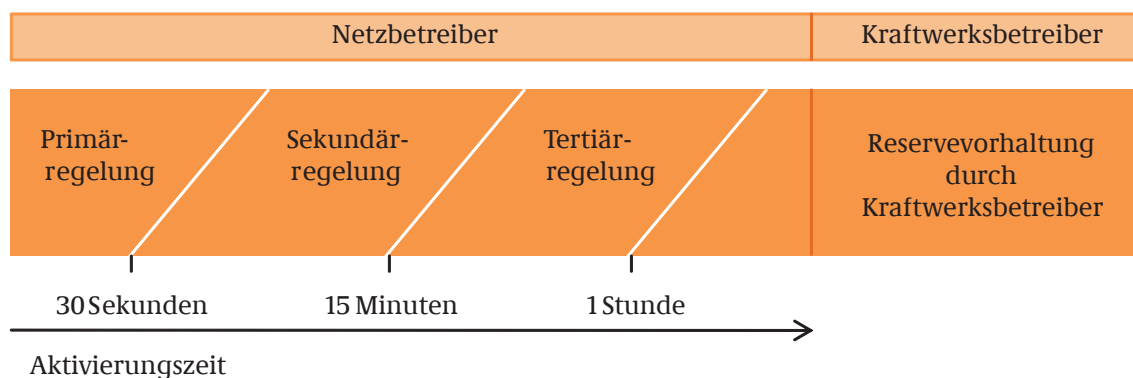 Netzbetreiber
Kraftwerksbetreiber
Primär-
regelung
Sekundär-
regelung
Tertiär-
regelung
Reservevorhaltung
durch
Kraftwerksbetreiber
30 Sekunden
15 Minuten
1 Stunde
Aktivierungszeit